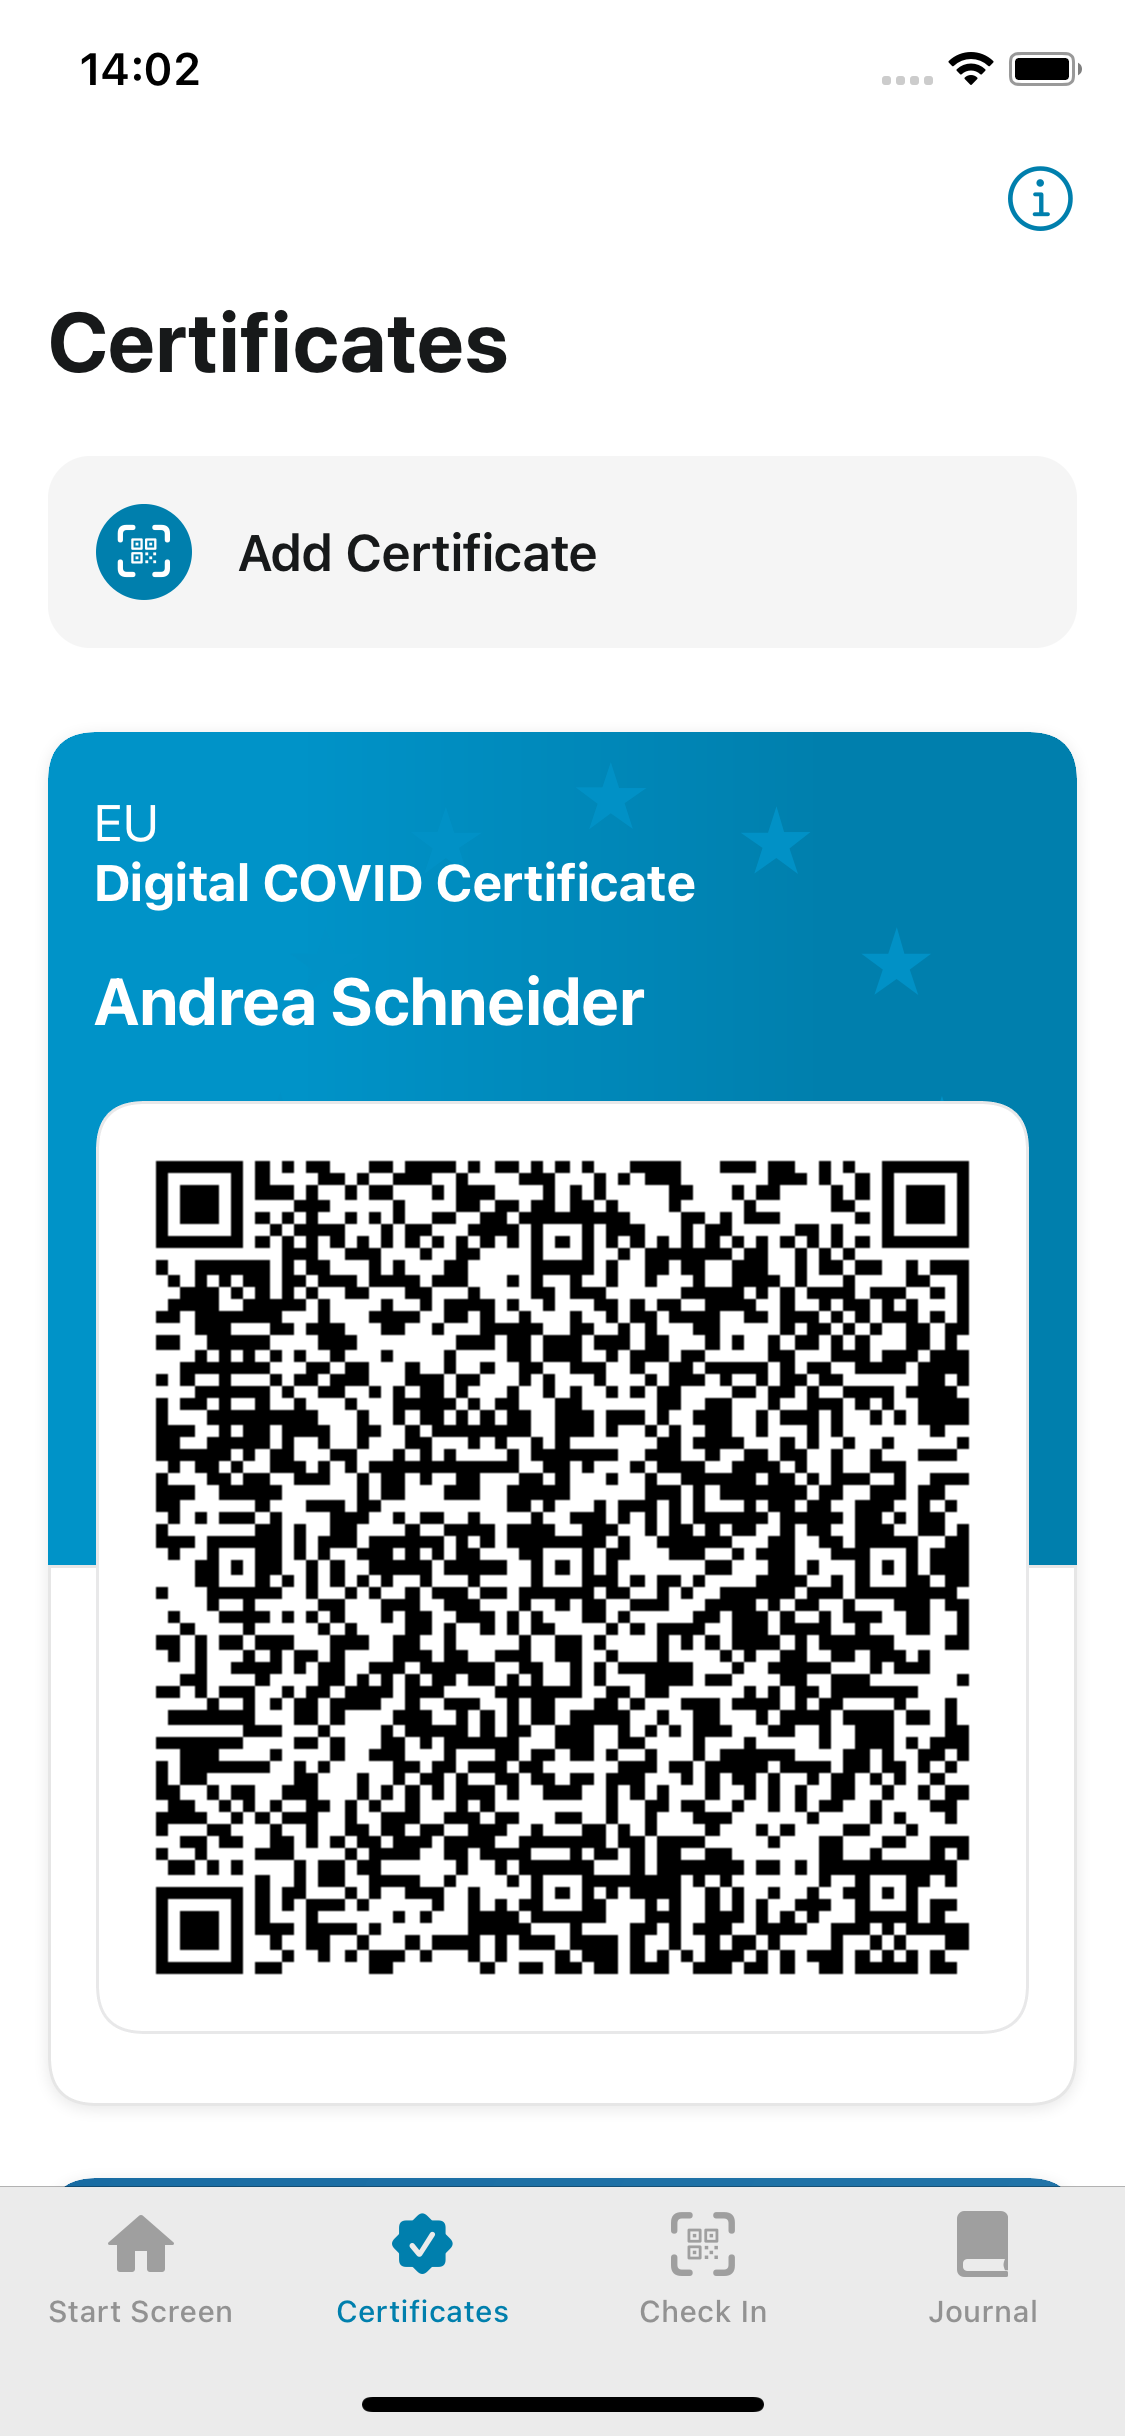 14:02
Certificates
Add Certificate
EU
Digital COVID Certificate
Andrea Schneider
Start Screen
Certificates
Check In
Journal